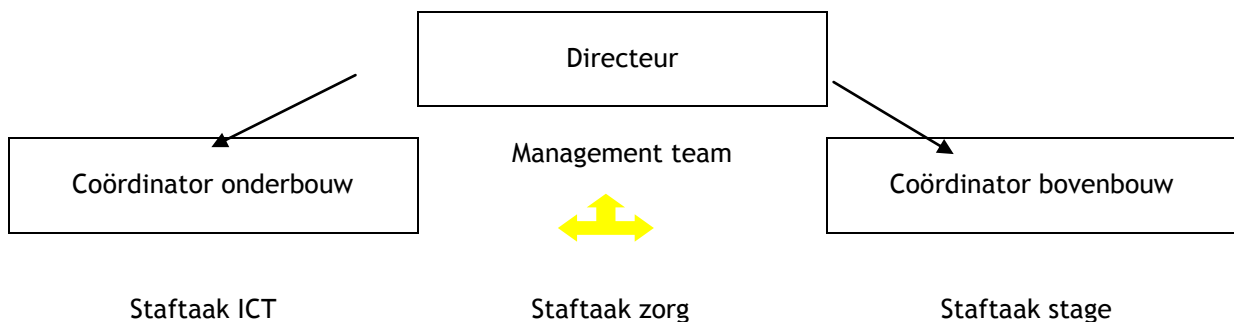 Directeur
Management team
Coördinator onderbouw
Coördinator bovenbouw
Staftaak ICT
Staftaak zorg
Staftaak stage